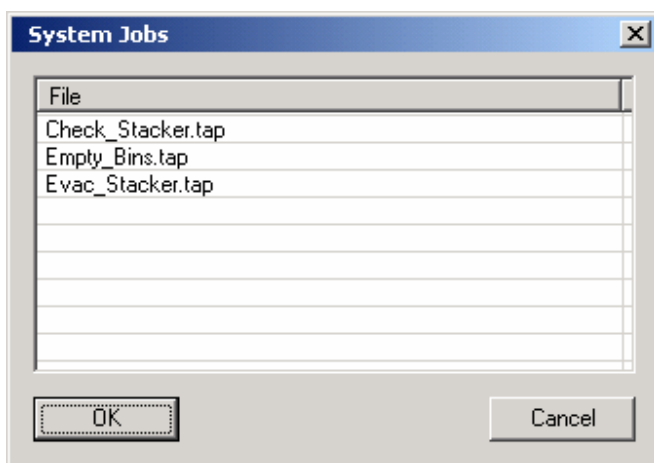 System Jobs
File
Check_Stacker.tap
Empty_Bins.tap
Evac_Stacker.tap
OK Cancel